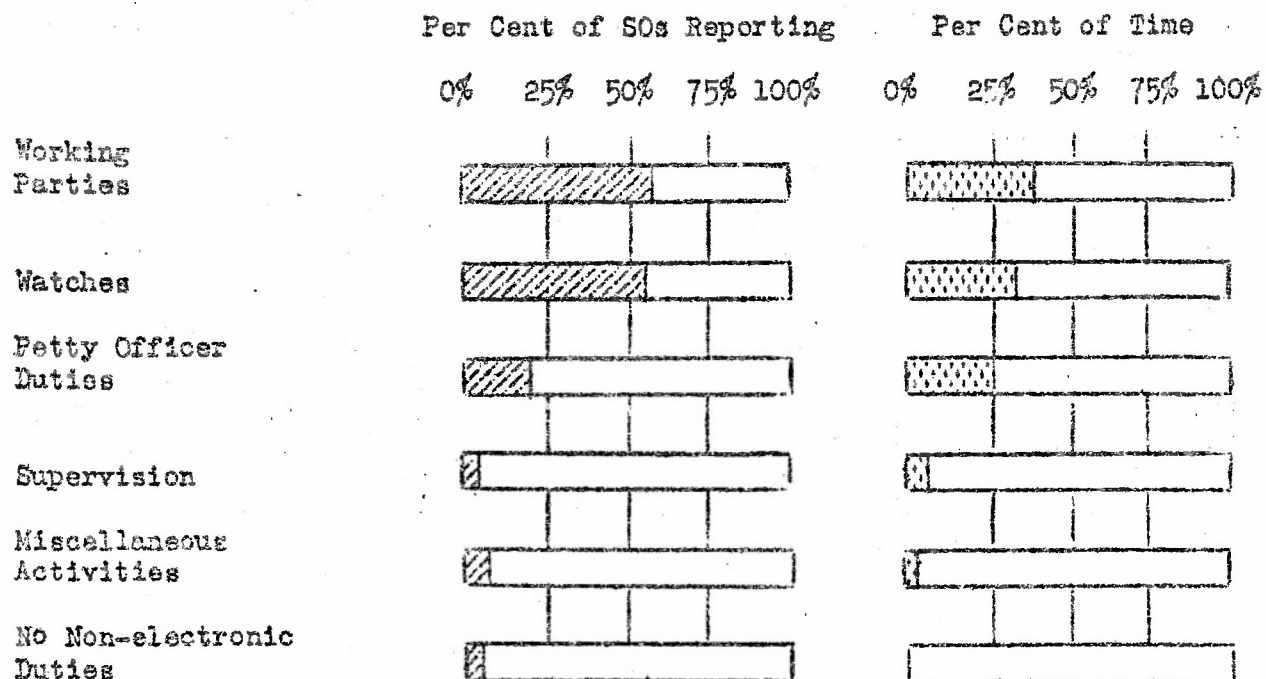 Per Cent of SOs Reporting Per Cent of Time
0% 25% 50% 75% 100% 0% 25% 50% 75% 100%
Working
Parties
Watches
Petty Officer
Duties
Supervision
Miscellaneous
Activities
No Non-electronic
Duties